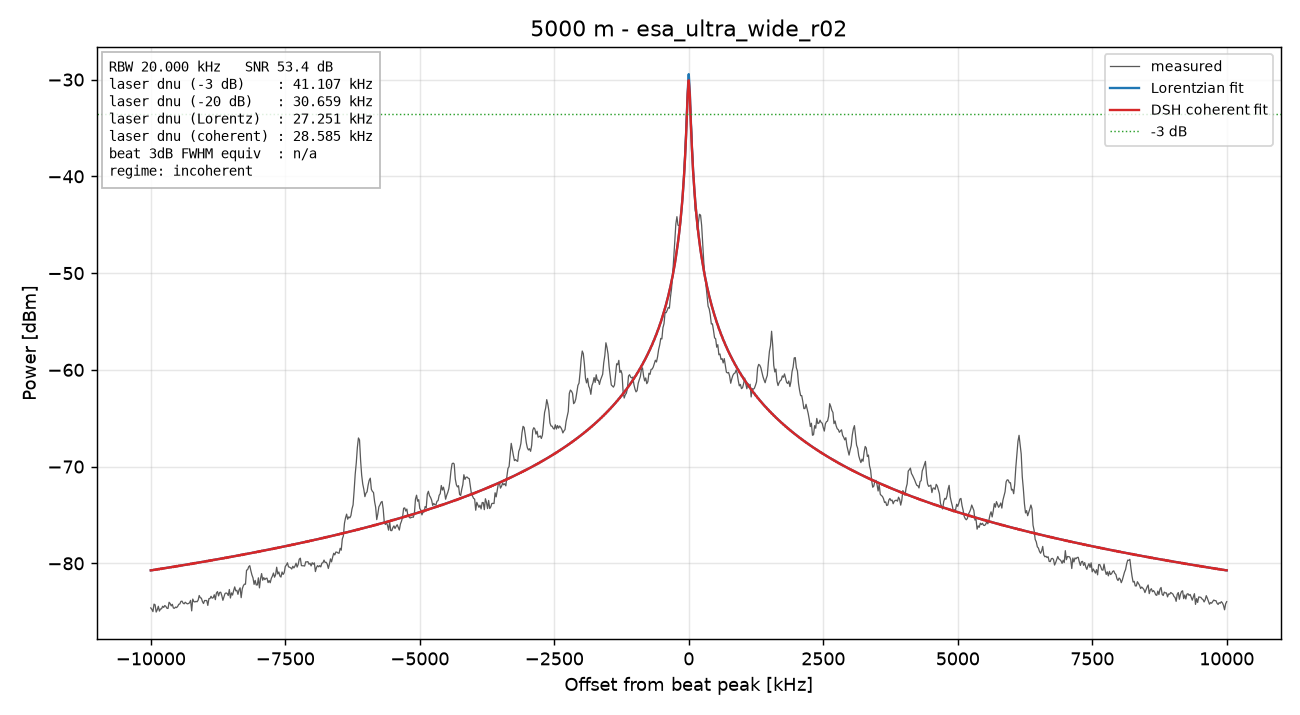 5000 m - esa_ultra_wide_r02
RBW 20.000 kHz   SNR 53.4 dB
laser dnu (-3 dB)    : 41.107 kHz
laser dnu (-20 dB)   : 30.659 kHz
laser dnu (Lorentz)  : 27.251 kHz
laser dnu (coherent) : 28.585 kHz
beat 3dB FWHM equiv  : n/a
regime: incoherent
measured
Lorentzian fit
DSH coherent fit
-3 dB
Power [dBm]
−30
−40
−50
−60
−70
−80
−10000
−7500
−5000
−2500
0
2500
5000
7500
10000
Offset from beat peak [kHz]